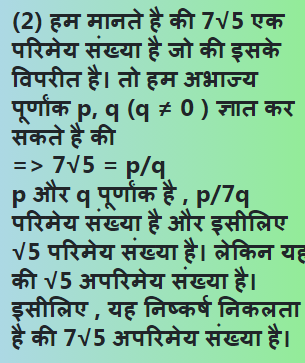 (2) हम मानते है की 7√5 एक
परिमेय संख्या है जो की इसके
विपरीत है। तो हम अभाज्य
पूर्णांक p, q (q ≠ 0 ) ज्ञात कर
सकते है की
=> 7√5 = p/q
p और q पूर्णांक है , p/7q
परिमेय संख्या है और इसीलिए
√5 परिमेय संख्या है। लेकिन यह
की √5 अपरिमेय संख्या है।
इसीलिए , यह निष्कर्ष निकलता
है की 7√5 अपरिमेय संख्या है।